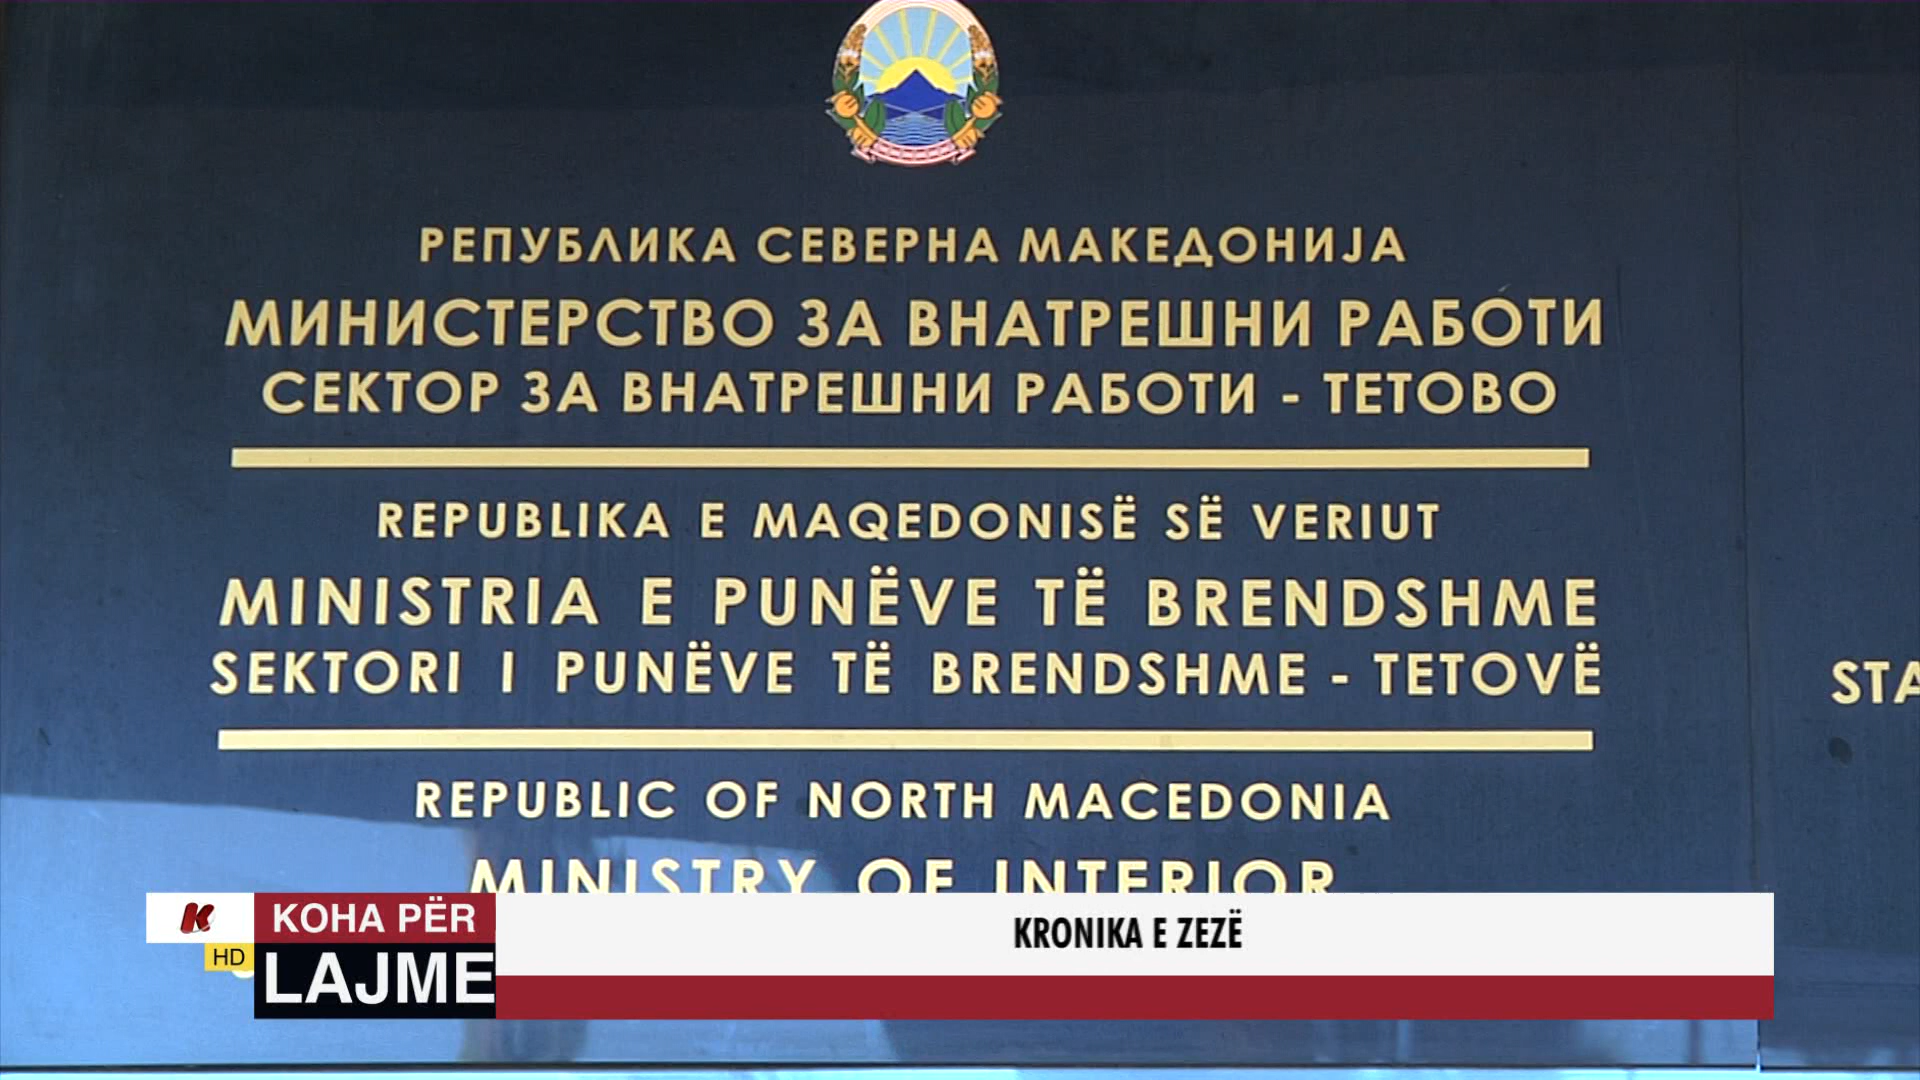 РЕПУБЛИКА СЕВЕРНА МАКЕДОНИЈА
МИНИСТЕРСТВО ЗА ВНАТРЕШНИ РАБОТИ
СЕКТОР ЗА ВНАТРЕШНИ РАБОТИ - ТЕТОВО
REPUBLIKA E MAQEDONISË SË VERIUT
MINISTRIA E PUNËVE TË BRENDSHME
SEKTORI I PUNËVE TË BRENDSHME - TETOVË
STA
REPUBLIC OF NORTH MACEDONIA
MINISTRY OF INTERIOR
K
HD
KOHA PËR
LAJME
KRONIKA E ZEZË